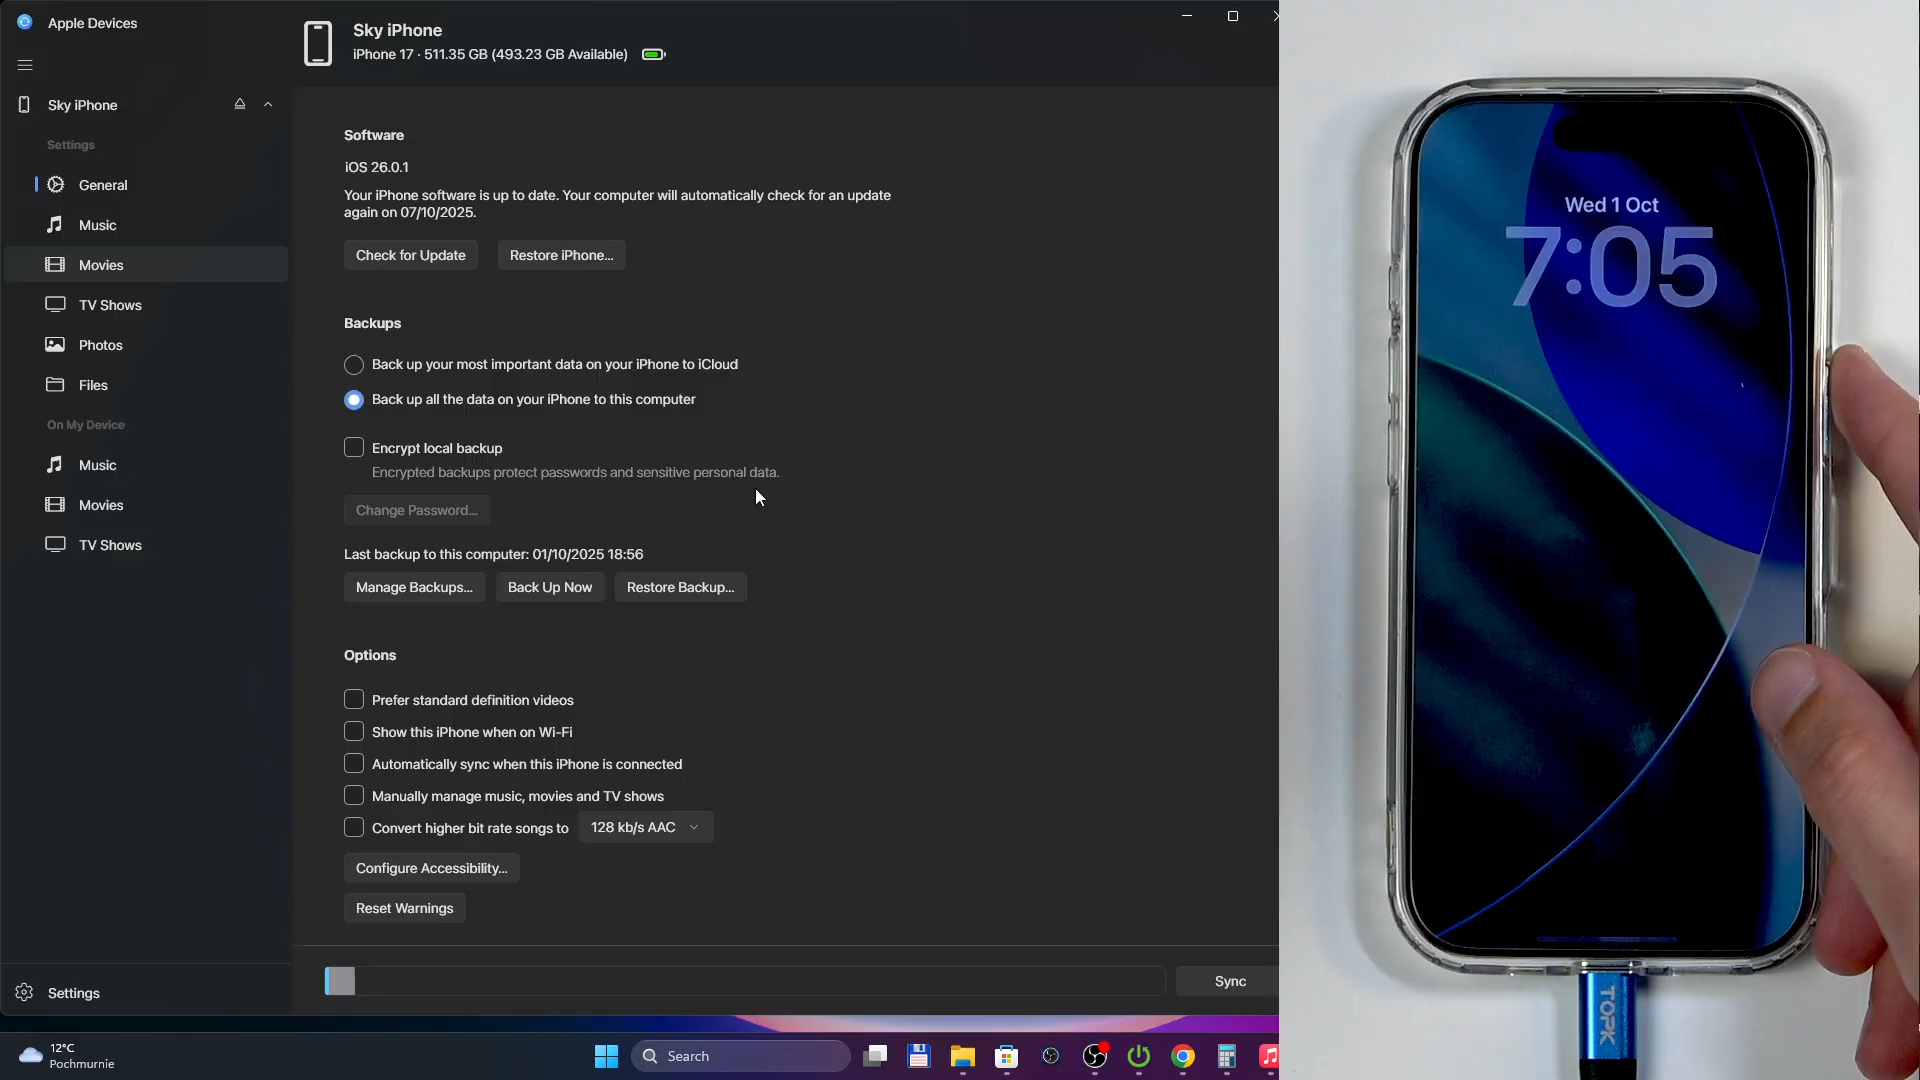 Apple Devices
Sky iPhone
iPhone 17 · 511.35 GB (493.23 GB Available)
Sky iPhone
Settings
General
Music
Movies
TV Shows
Photos
Files
On My Device
Music
Movies
TV Shows
Settings
Software
iOS 26.0.1
Your iPhone software is up to date. Your computer will automatically check for an update
again on 07/10/2025.
Check for Update
Restore iPhone...
Backups
Back up your most important data on your iPhone to iCloud
Back up all the data on your iPhone to this computer
Encrypt local backup
Encrypted backups protect passwords and sensitive personal data.
Change Password...
Last backup to this computer: 01/10/2025 18:56
Manage Backups...
Back Up Now
Restore Backup...
Options
Prefer standard definition videos
Show this iPhone when on Wi-Fi
Automatically sync when this iPhone is connected
Manually manage music, movies and TV shows
Convert higher bit rate songs to
128 kb/s AAC
Configure Accessibility...
Reset Warnings
Sync
12°C
Pochmurnie
Search
Wed 1 Oct
7:05
TOPK